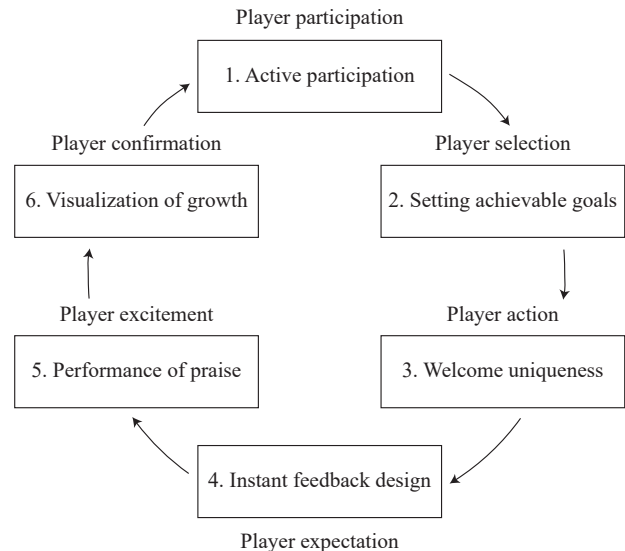 Player participation
1. Active participation
Player confirmation
Player selection
6. Visualization of growth
2. Setting achievable goals
Player excitement
Player action
5. Performance of praise
3. Welcome uniqueness
4. Instant feedback design
Player expectation